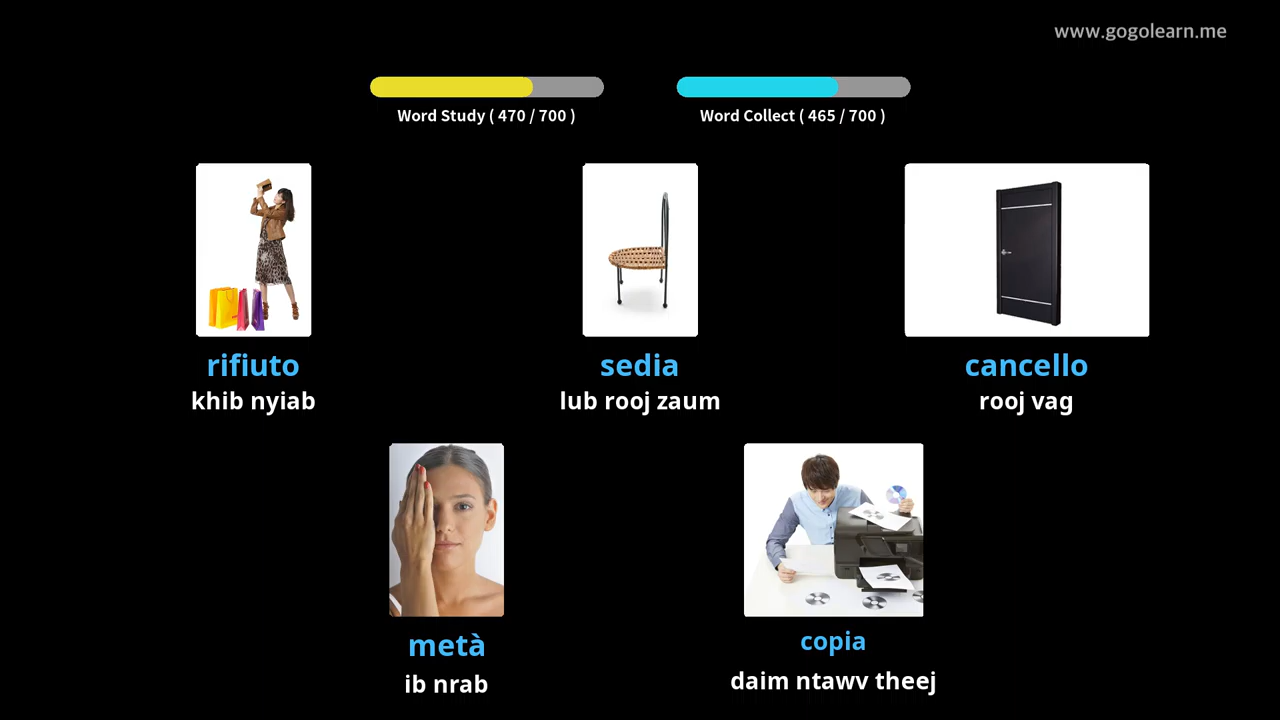 www.gogolearn.me
Word Study ( 470 / 700 )
Word Collect ( 465 / 700 )
rifiuto
khib nyiab
sedia
lub rooj zaum
cancello
rooj vag
metà
ib nrab
copia
daim ntawv theej